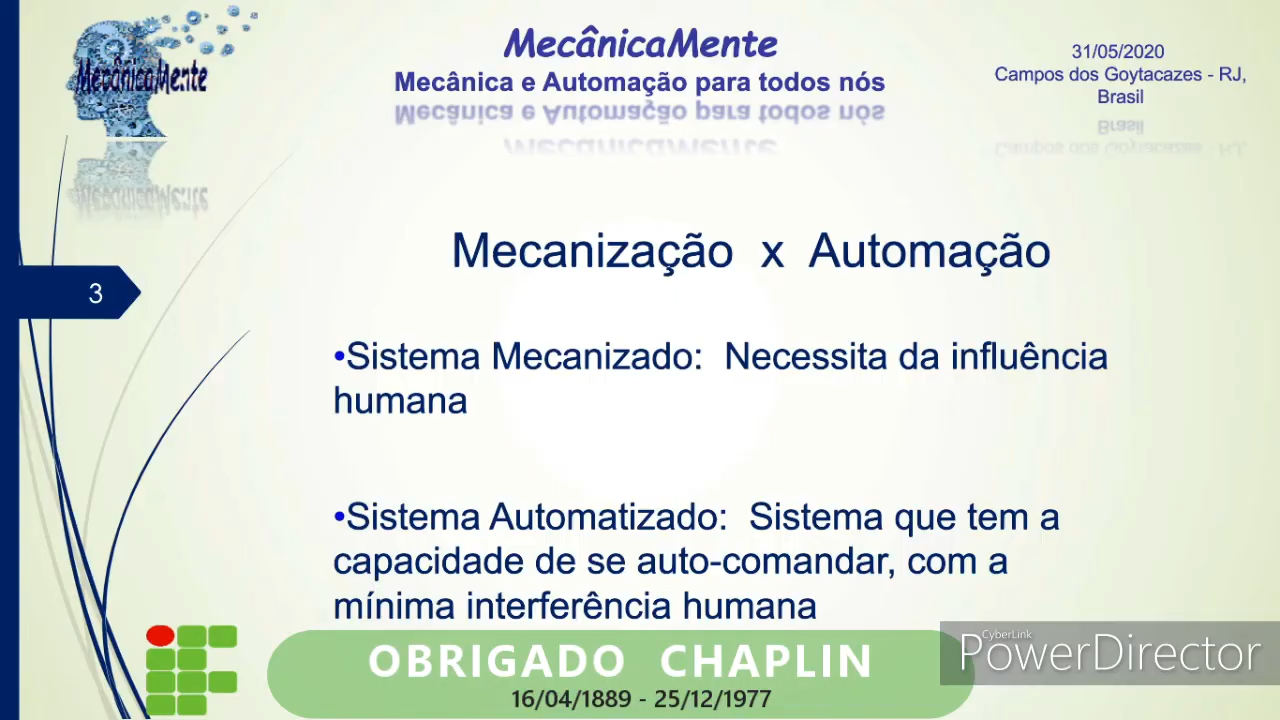 MecânicaMente
MecânicaMente
Mecânica e Automação para todos nós
31/05/2020
Campos dos Goytacazes - RJ,
Brasil
Mecanização x Automação
3
•Sistema Mecanizado: Necessita da influência
humana
•Sistema Automatizado: Sistema que tem a
capacidade de se auto-comandar, com a
mínima interferência humana
OBRIGADO CHAPLIN
16/04/1889 - 25/12/1977
CyberLink
PowerDirector